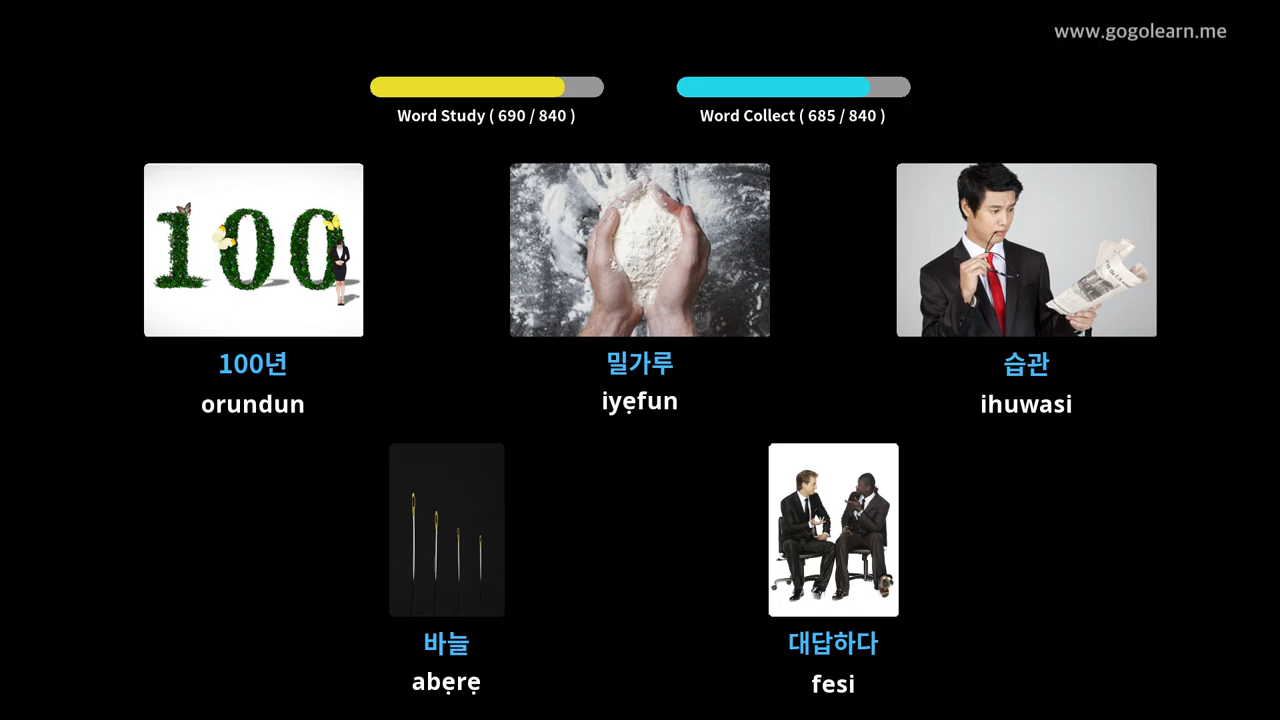 www.gogolearn.me
Word Study ( 690 / 840 )
Word Collect ( 685 / 840 )
100
100년
밀가루
습관
orundun
iyẹfun
ihuwasi
바늘
대답하다
abẹrẹ
fesi